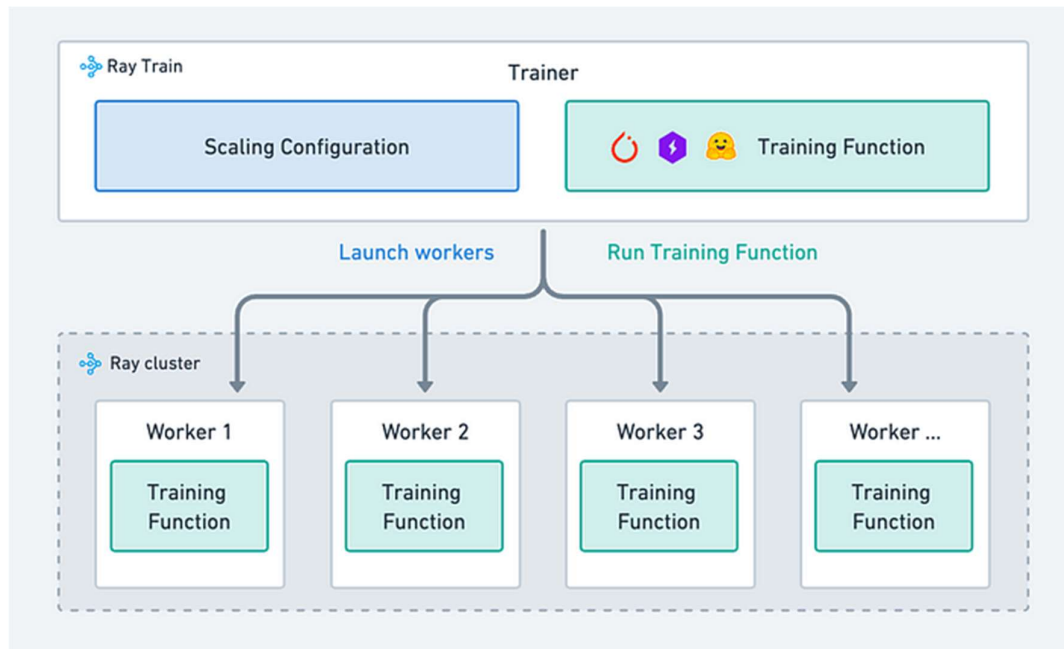 Ray Train
Trainer
Scaling Configuration
Training Function
Launch workers
Run Training Function
Ray cluster
Worker 1
Training
Function
Worker 2
Training
Function
Worker 3
Training
Function
Worker ...
Training
Function